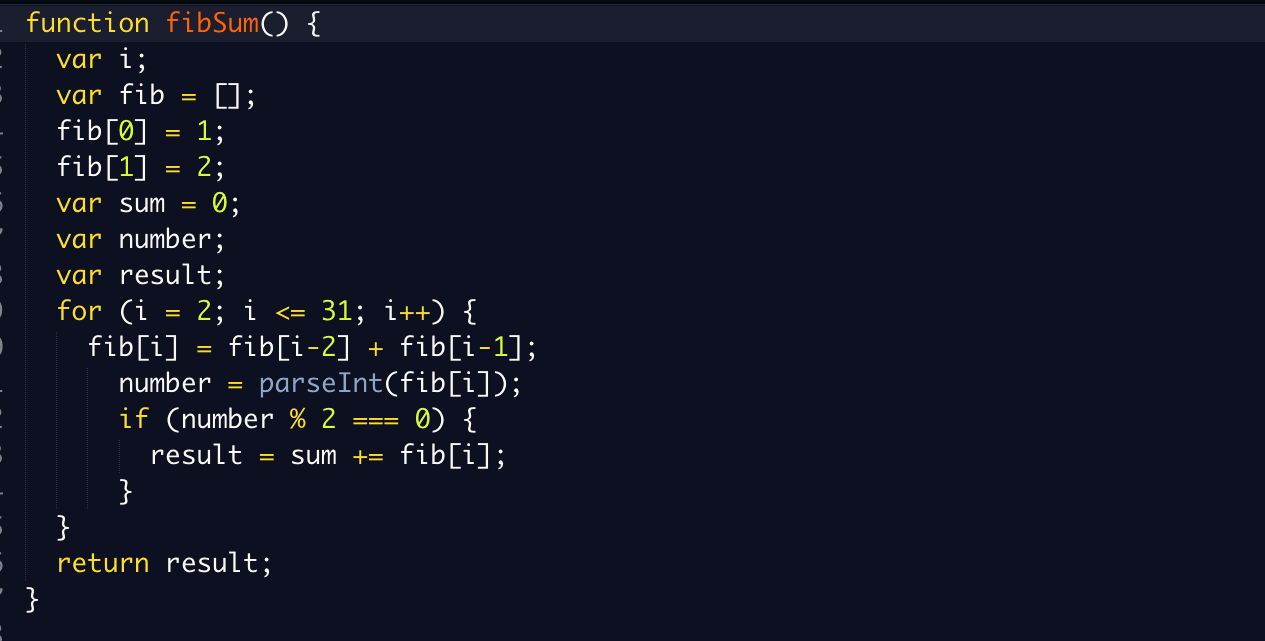 function fibSum() {
  var i;
  var fib = [];
  fib[0] = 1;
  fib[1] = 2;
  var sum = 0;
  var number;
  var result;
  for (i = 2; i <= 31; i++) {
    fib[i] = fib[i-2] + fib[i-1];
      number = parseInt(fib[i]);
      if (number % 2 === 0) {
        result = sum += fib[i];
      }
  }
  return result;
}